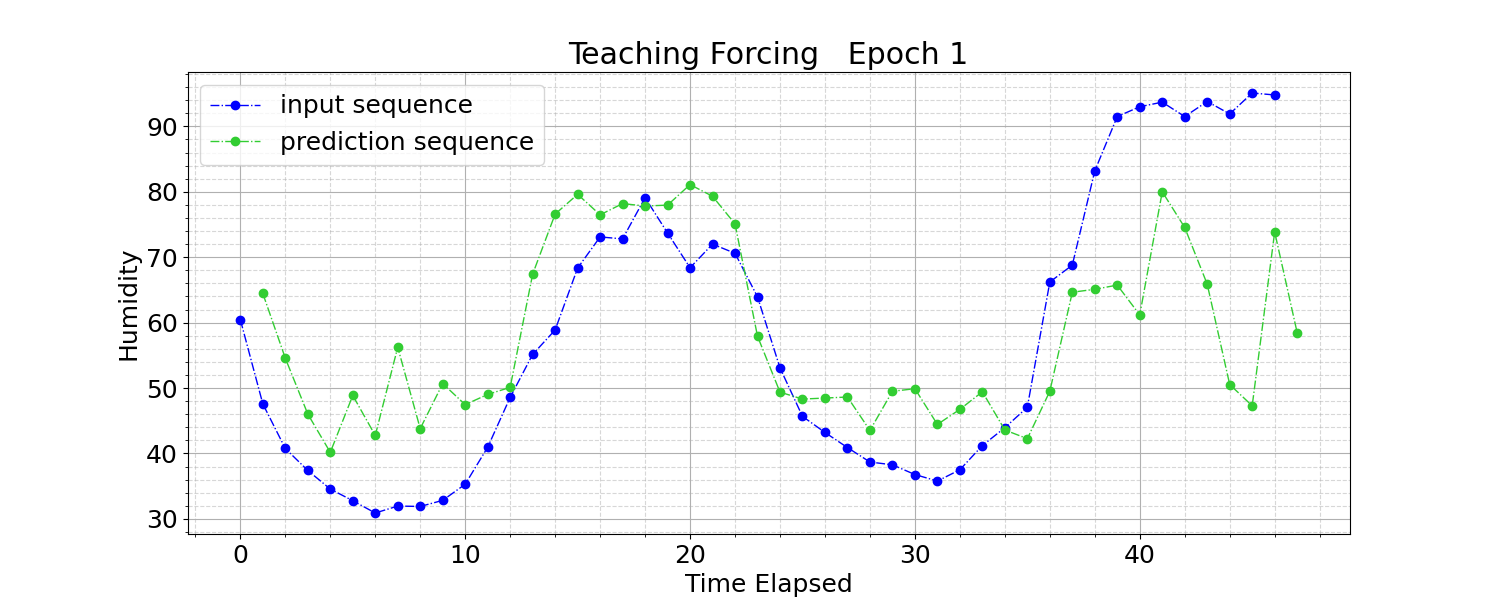 Teaching Forcing   Epoch 1
input sequence
prediction sequence
Humidity
90
80
70
60
50
40
30
0 10 20 30 40
Time Elapsed